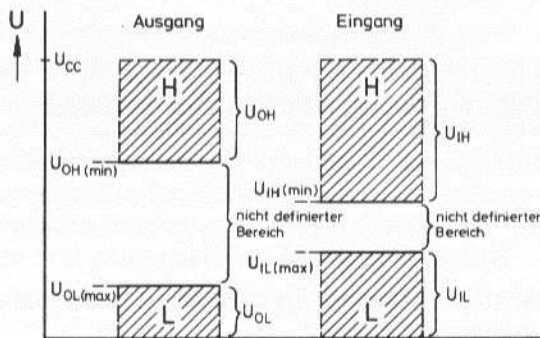 U
Ausgang
Eingang
U_CC
H
H
U_OH
U_IH
U_OH (min)
U_IH (min)
nicht definierter
Bereich
nicht definierter
Bereich
U_IL (max)
U_OL (max)
L
U_OL
L
U_IL